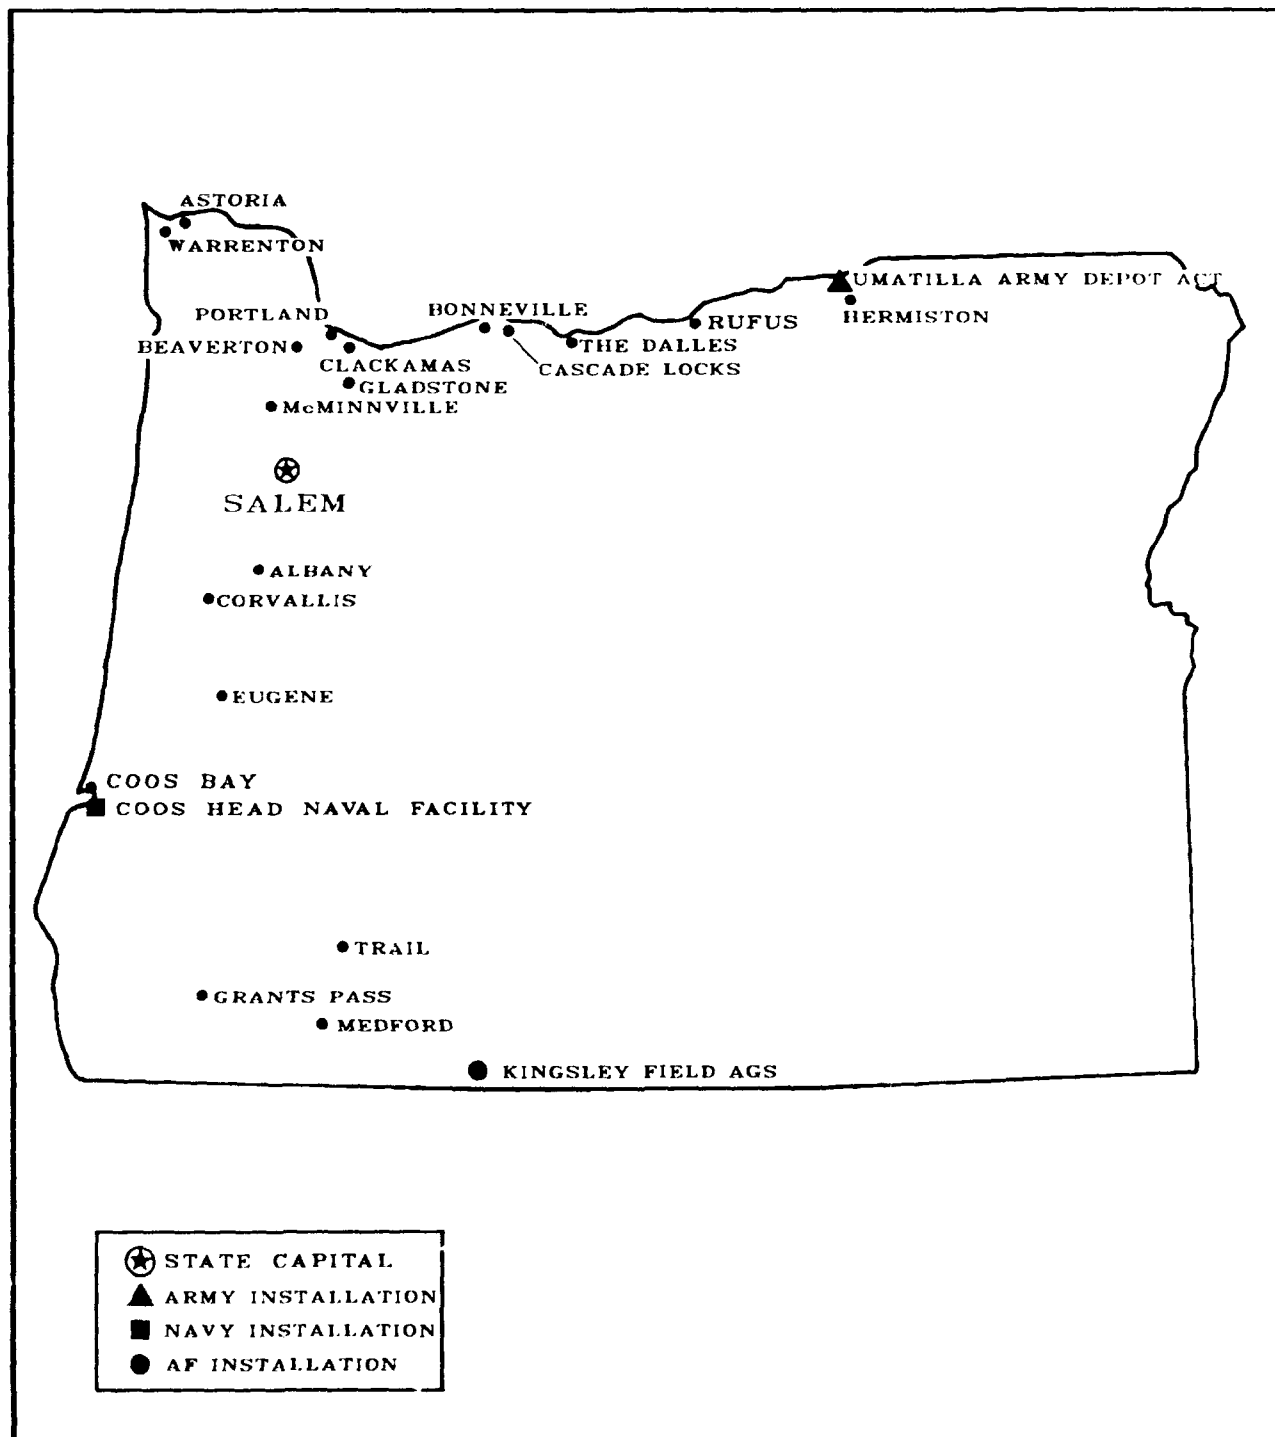 ASTORIA
WARRENTON
UMATILLA ARMY DEPOT ACT
HERMISTON
PORTLAND
BONNEVILLE
RUFUS
BEAVERTON
THE DALLES
CLACKAMAS
CASCADE LOCKS
GLADSTONE
McMINNVILLE
SALEM
ALBANY
CORVALLIS
EUGENE
COOS BAY
COOS HEAD NAVAL FACILITY
TRAIL
GRANTS PASS
MEDFORD
KINGSLEY FIELD AGS
STATE CAPITAL
ARMY INSTALLATION
NAVY INSTALLATION
AF INSTALLATION